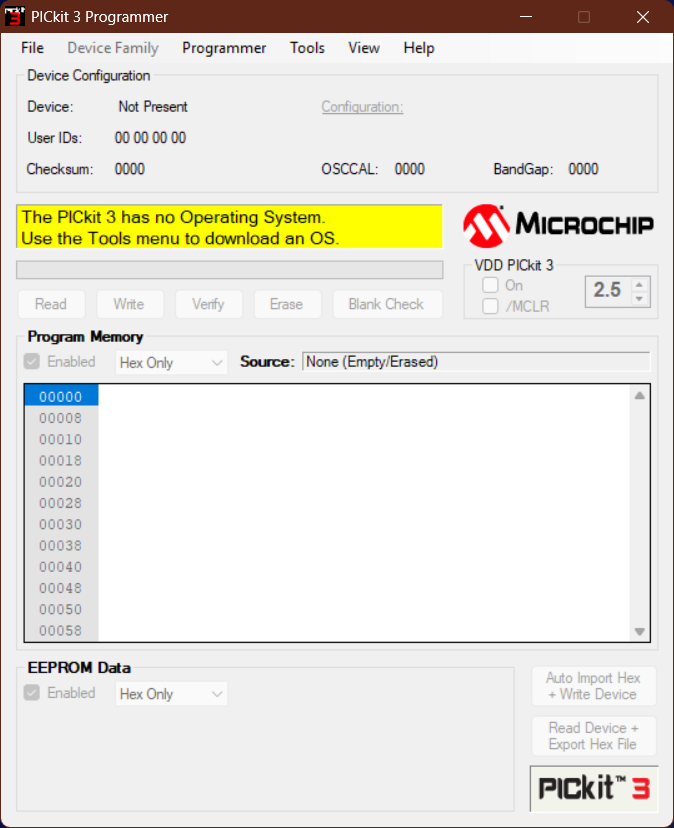 PICkit 3 Programmer
File Device Family Programmer Tools View Help
Device Configuration
Device: Not Present Configuration:
User IDs: 00 00 00 00
Checksum: 0000 OSCCAL: 0000 BandGap: 0000
The PICkit 3 has no Operating System.
Use the Tools menu to download an OS.
MICROCHIP
VDD PICkit 3
On
/MCLR
2.5
Read Write Verify Erase Blank Check
Program Memory
Enabled Hex Only Source: None (Empty/Erased)
00000
00008
00010
00018
00020
00028
00030
00038
00040
00048
00050
00058
EEPROM Data
Enabled Hex Only
Auto Import Hex
+ Write Device
Read Device +
Export Hex File
PICkit™ 3